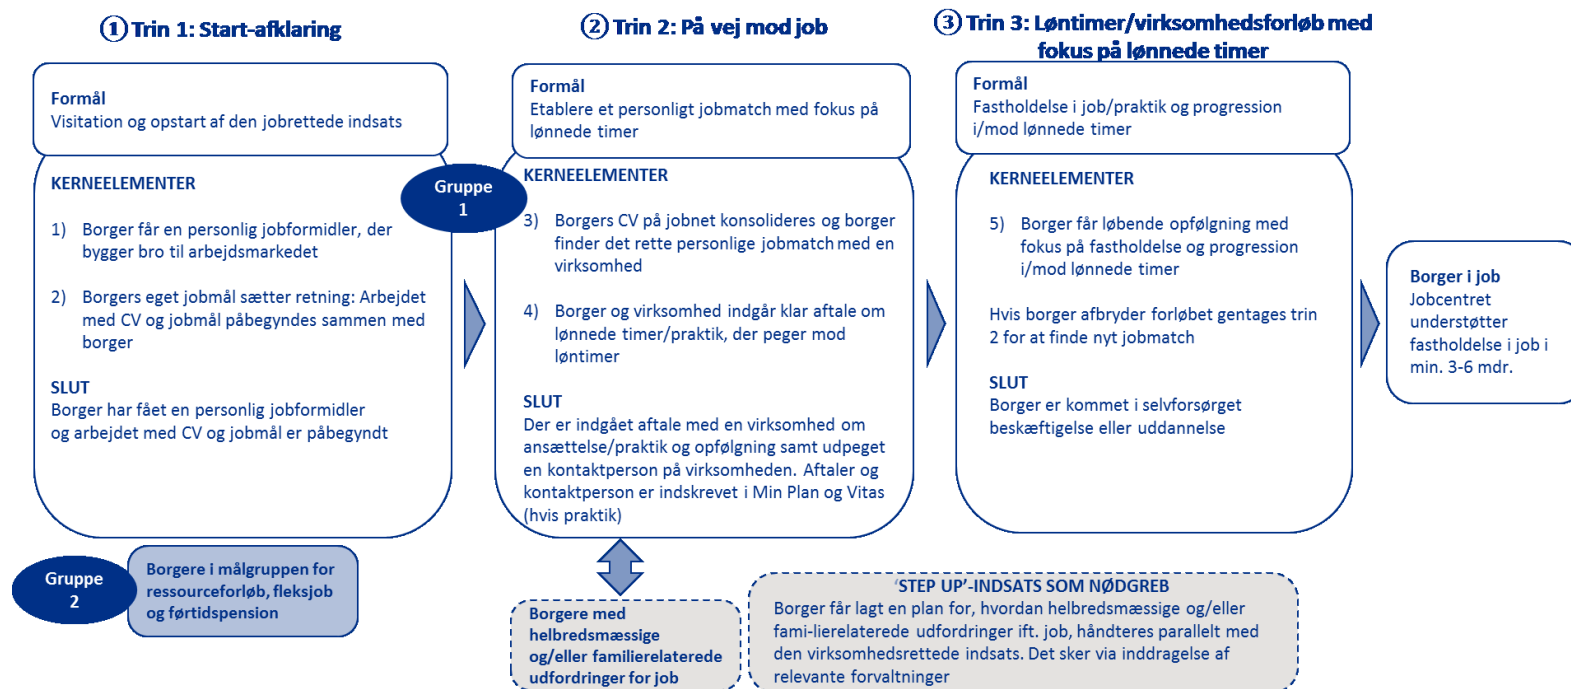 ① Trin 1: Start-afklaring
Formål
Visitation og opstart af den jobrettede indsats
KERNEELEMENTER
1) Borger får en personlig jobformidler, der
bygger bro til arbejdsmarkedet
2) Borgers eget jobmål sætter retning: Arbejdet
med CV og jobmål påbegyndes sammen med
borger
SLUT
Borger har fået en personlig jobformidler
og arbejdet med CV og jobmål er påbegyndt
Gruppe
2
Borgere i målgruppen for
ressourceforløb, fleksjob
og førtidspension
② Trin 2: På vej mod job
Formål
Etablere et personligt jobmatch med fokus på
lønnede timer
Gruppe
1
KERNEELEMENTER
3) Borgers CV på jobnet konsolideres og borger
finder det rette personlige jobmatch med en
virksomhed
4) Borger og virksomhed indgår klar aftale om
lønnede timer/praktik, der peger mod
løntimer
SLUT
Der er indgået aftale med en virksomhed om
ansættelse/praktik og opfølgning samt udpeget
en kontaktperson på virksomheden. Aftaler og
kontaktperson er indskrevet i Min Plan og Vitas
(hvis praktik)
Borgere med
helbredsmæssige
og/eller familierelaterede
udfordringer for job
'STEP UP'-INDSATS SOM NØDGREB
Borger får lagt en plan for, hvordan helbredsmæssige og/eller
fami-lierelaterede udfordringer ift. job, håndteres parallelt med
den virksomhedsrettede indsats. Det sker via inddragelse af
relevante forvaltninger
③ Trin 3: Løntimer/virksomhedsforløb med
fokus på lønnede timer
Formål
Fastholdelse i job/praktik og progression
i/mod lønnede timer
KERNEELEMENTER
5) Borger får løbende opfølgning med
fokus på fastholdelse og progression
i/mod lønnede timer
Hvis borger afbryder forløbet gentages trin
2 for at finde nyt jobmatch
SLUT
Borger er kommet i selvforsørget
beskæftigelse eller uddannelse
Borger i job
Jobcentret
understøtter
fastholdelse i job i
min. 3-6 mdr.